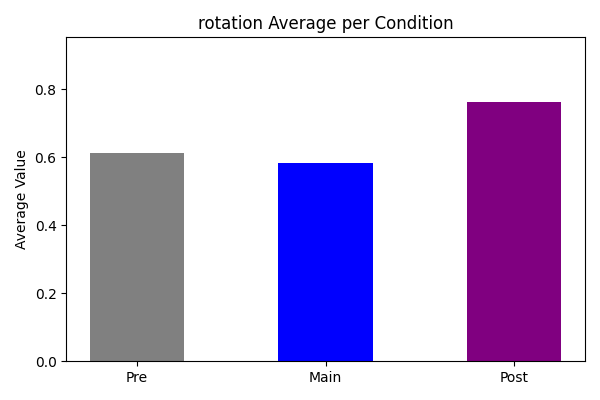 rotation Average per Condition
Average Value
0.8
0.6
0.4
0.2
0.0
Pre
Main
Post